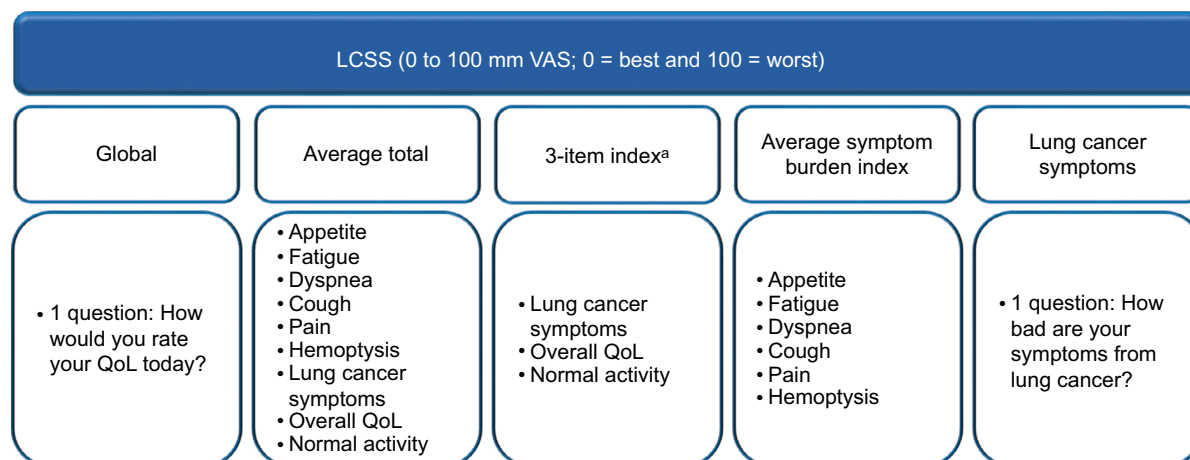 LCSS (0 to 100 mm VAS; 0 = best and 100 = worst)
Global
Average total
3-item indexᵃ
Average symptom
burden index
Lung cancer
symptoms
• 1 question: How
would you rate
your QoL today?
• Appetite
• Fatigue
• Dyspnea
• Cough
• Pain
• Hemoptysis
• Lung cancer
symptoms
• Overall QoL
• Normal activity
• Lung cancer
symptoms
• Overall QoL
• Normal activity
• Appetite
• Fatigue
• Dyspnea
• Cough
• Pain
• Hemoptysis
• 1 question: How
bad are your
symptoms from
lung cancer?